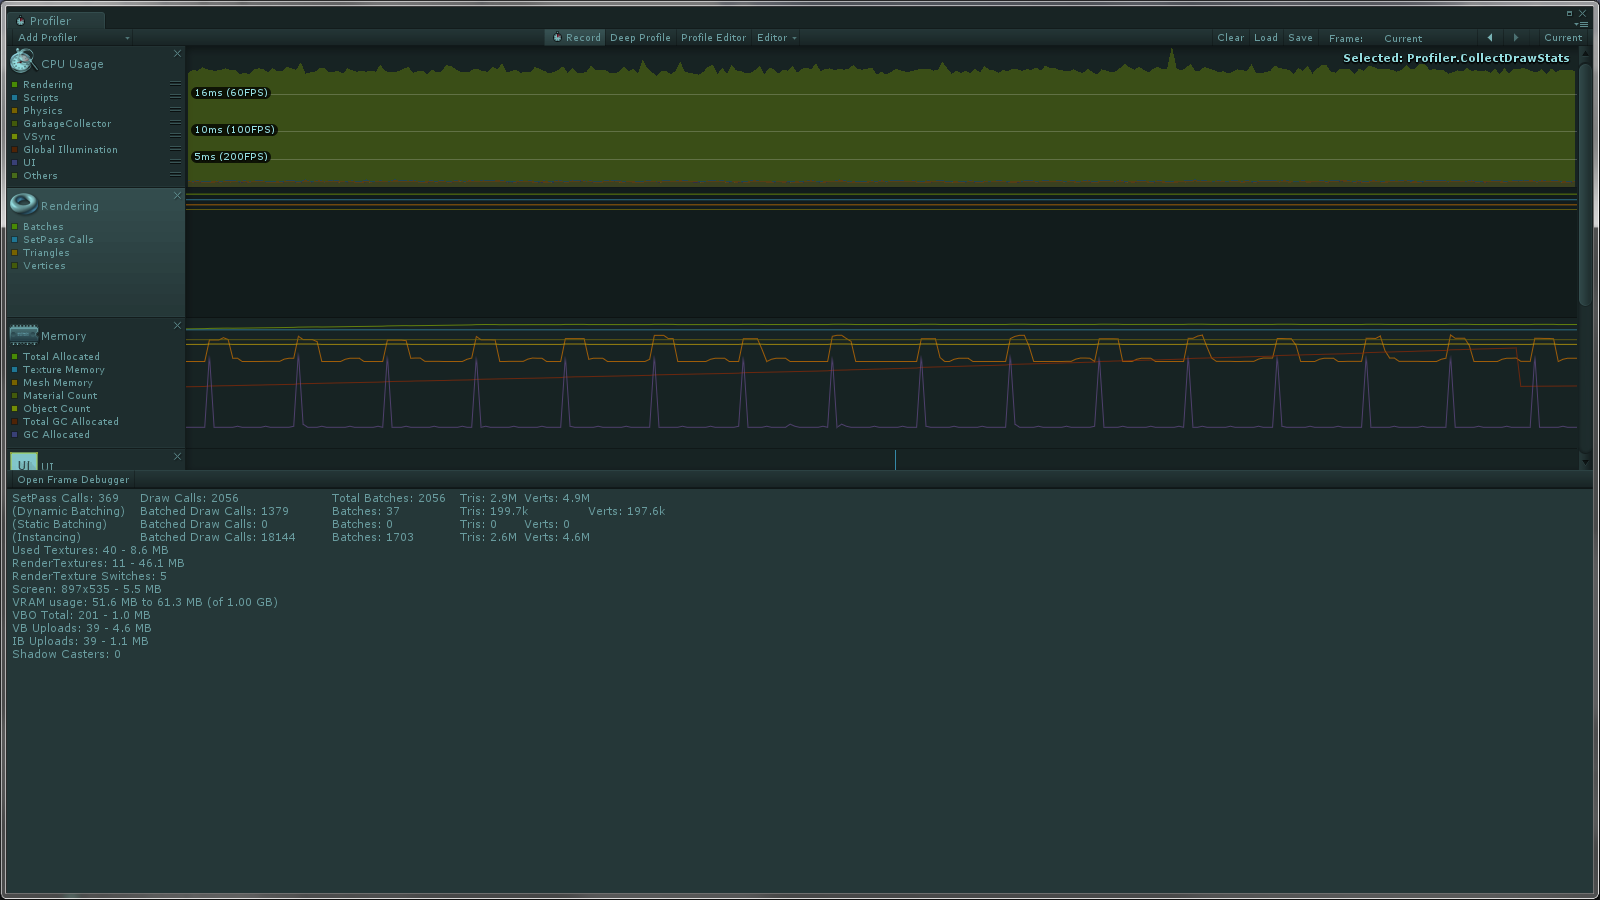 Profiler
Add Profiler Record Deep Profile Profile Editor Editor Clear Load Save Frame: Current Current
CPU Usage
Rendering
Scripts
Physics
GarbageCollector
VSync
Global Illumination
UI
Others
Selected: Profiler.CollectDrawStats
16ms (60FPS)
10ms (100FPS)
5ms (200FPS)
Rendering
Batches
SetPass Calls
Triangles
Vertices
Memory
Total Allocated
Texture Memory
Mesh Memory
Material Count
Object Count
Total GC Allocated
GC Allocated
UI UI
Open Frame Debugger
SetPass Calls: 369 Draw Calls: 2056 Total Batches: 2056 Tris: 2.9M Verts: 4.9M
(Dynamic Batching) Batched Draw Calls: 1379 Batches: 37 Tris: 199.7k Verts: 197.6k
(Static Batching) Batched Draw Calls: 0 Batches: 0 Tris: 0 Verts: 0
(Instancing) Batched Draw Calls: 18144 Batches: 1703 Tris: 2.6M Verts: 4.6M
Used Textures: 40 - 8.6 MB
RenderTextures: 11 - 46.1 MB
RenderTexture Switches: 5
Screen: 897x535 - 5.5 MB
VRAM usage: 51.6 MB to 61.3 MB (of 1.00 GB)
VBO Total: 201 - 1.0 MB
VB Uploads: 39 - 4.6 MB
IB Uploads: 39 - 1.1 MB
Shadow Casters: 0